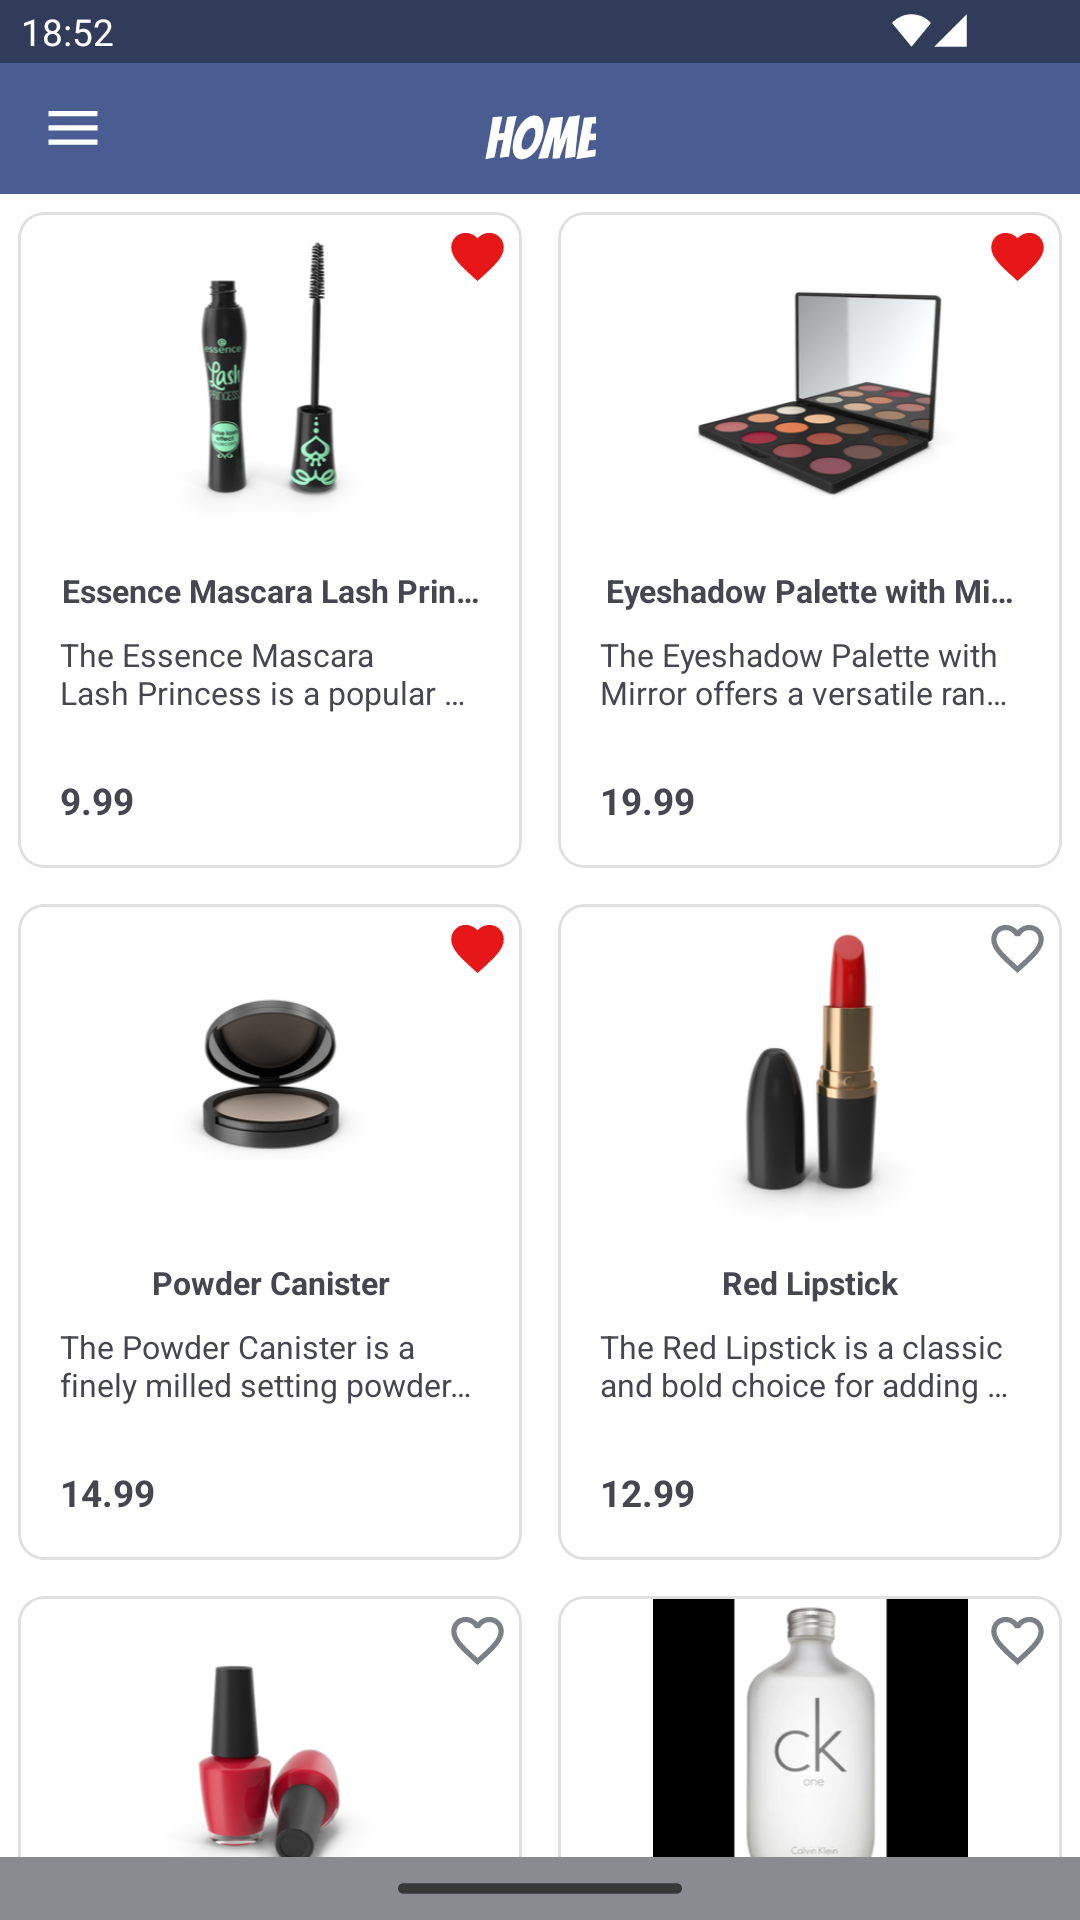 18:52
HOME
essence
Lash
PRINCESS
false lash
effect
Essence Mascara Lash Prin...
The Essence Mascara
Lash Princess is a popular ...
9.99
Eyeshadow Palette with Mi...
The Eyeshadow Palette with
Mirror offers a versatile ran...
19.99
Powder Canister
The Powder Canister is a
finely milled setting powder...
14.99
Red Lipstick
The Red Lipstick is a classic
and bold choice for adding ...
12.99
ck
one
Calvin Klein